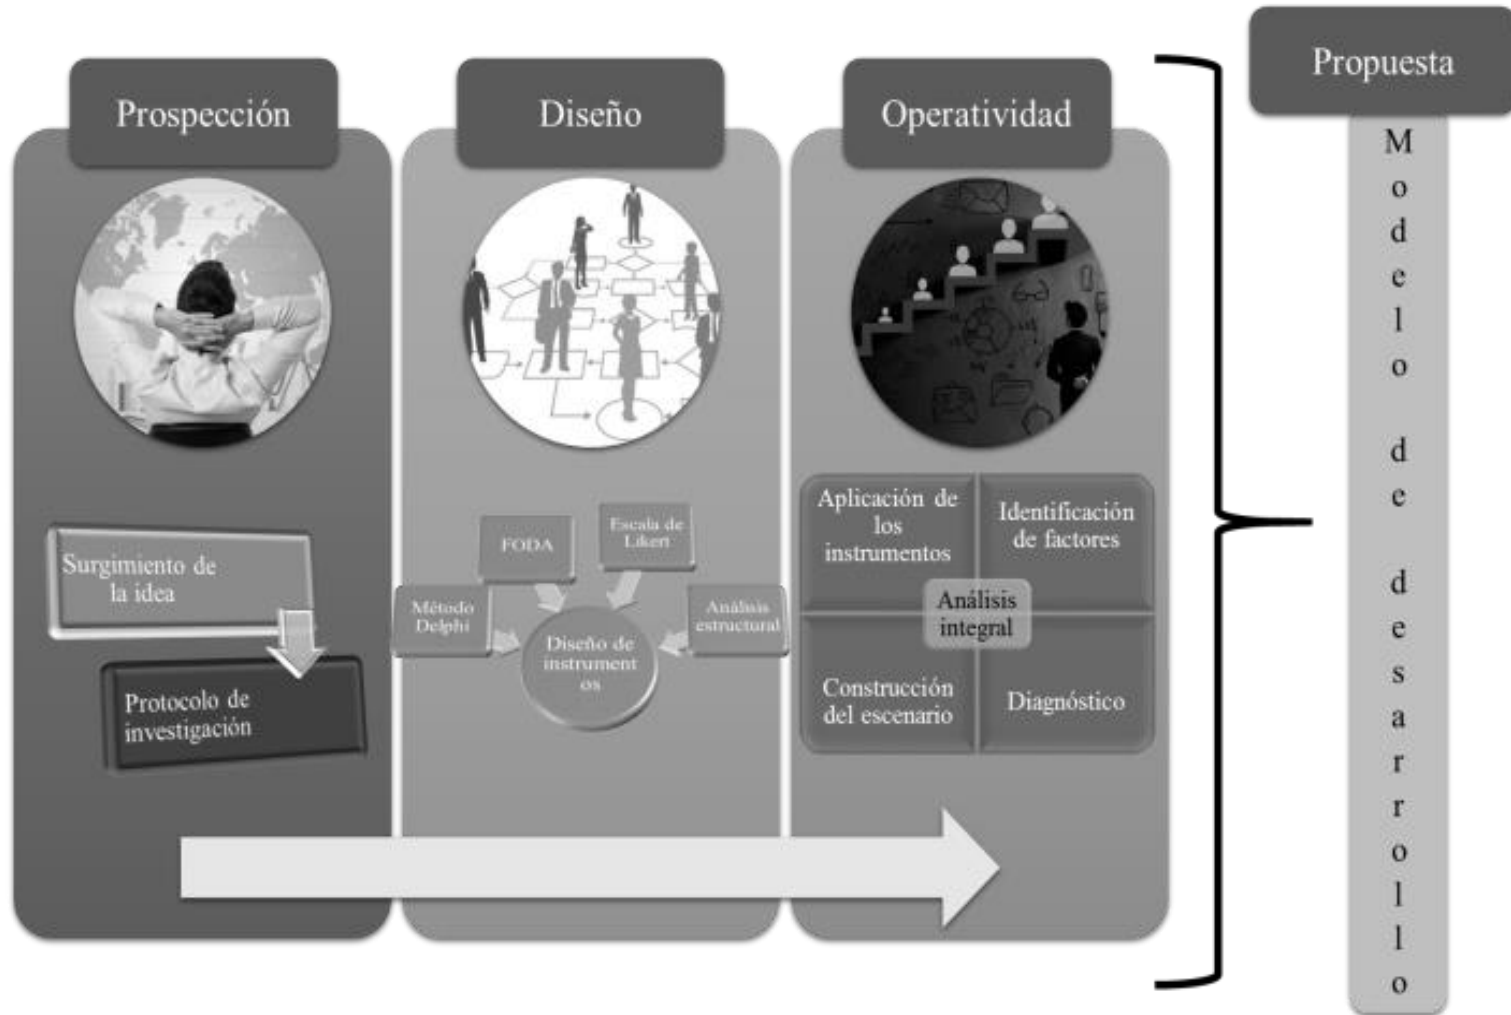 Prospección
Surgimiento de
la idea
Protocolo de
investigación
Diseño
Método
Delphi
FODA
Escala de
Likert
Análisis
estructural
Diseño de
instrument
os
Operatividad
Aplicación de
los
instrumentos
Identificación
de factores
Análisis
integral
Construcción
del escenario
Diagnóstico
Propuesta
M
o
d
e
l
o
d
e
d
e
s
a
r
r
o
l
l
o